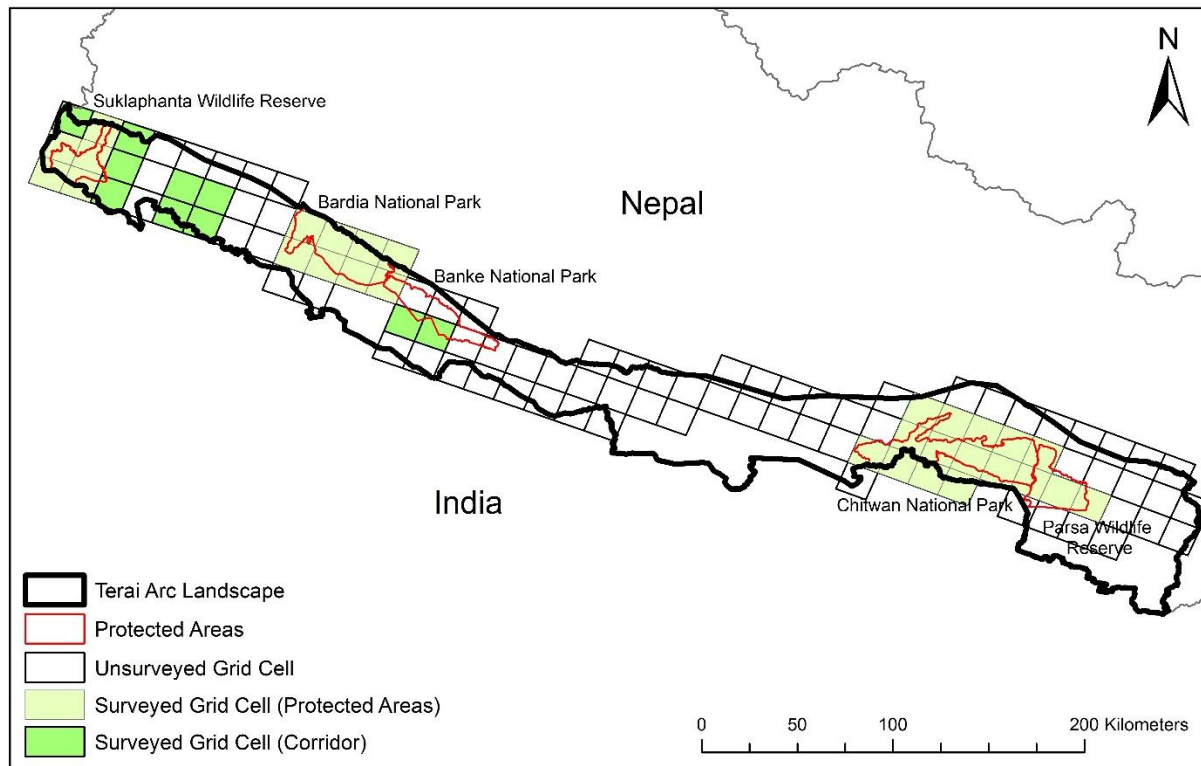 N
Suklaphanta Wildlife Reserve
Bardia National Park
Nepal
Banke National Park
India
Chitwan National Park
Parsa Wildlife
Reserve
Terai Arc Landscape
Protected Areas
Unsurveyed Grid Cell
Surveyed Grid Cell (Protected Areas)
Surveyed Grid Cell (Corridor)
0 50 100 200 Kilometers